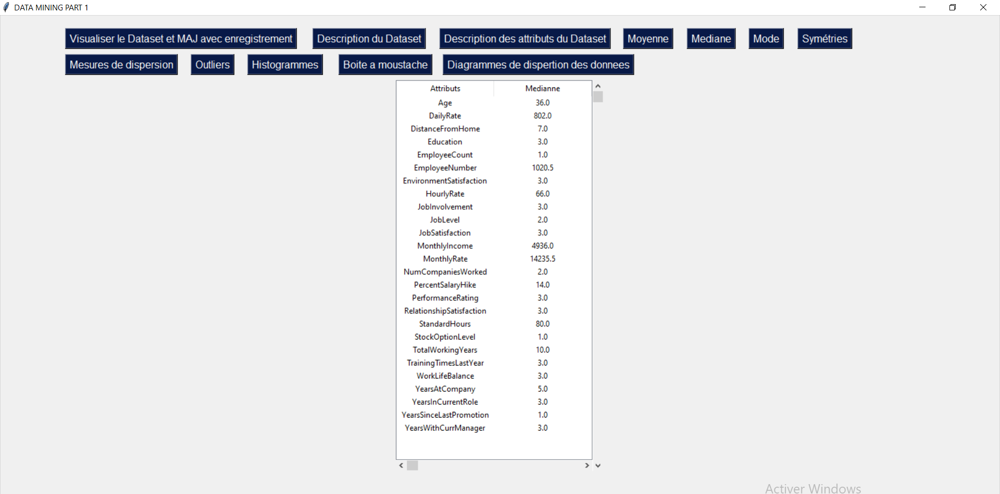 DATA MINING PART 1
Visualiser le Dataset et MAJ avec enregistrement Description du Dataset Description des attributs du Dataset Moyenne Mediane Mode Symétries
Mesures de dispersion Outliers Histogrammes Boite a moustache Diagrammes de dispertion des donnees
Attributs Medianne
Age 36.0
DailyRate 802.0
DistanceFromHome 7.0
Education 3.0
EmployeeCount 1.0
EmployeeNumber 1020.5
EnvironmentSatisfaction 3.0
HourlyRate 66.0
JobInvolvement 3.0
JobLevel 2.0
JobSatisfaction 3.0
MonthlyIncome 4936.0
MonthlyRate 14235.5
NumCompaniesWorked 2.0
PercentSalaryHike 14.0
PerformanceRating 3.0
RelationshipSatisfaction 3.0
StandardHours 80.0
StockOptionLevel 1.0
TotalWorkingYears 10.0
TrainingTimesLastYear 3.0
WorkLifeBalance 3.0
YearsAtCompany 5.0
YearsInCurrentRole 3.0
YearsSinceLastPromotion 1.0
YearsWithCurrManager 3.0
Activer Windows